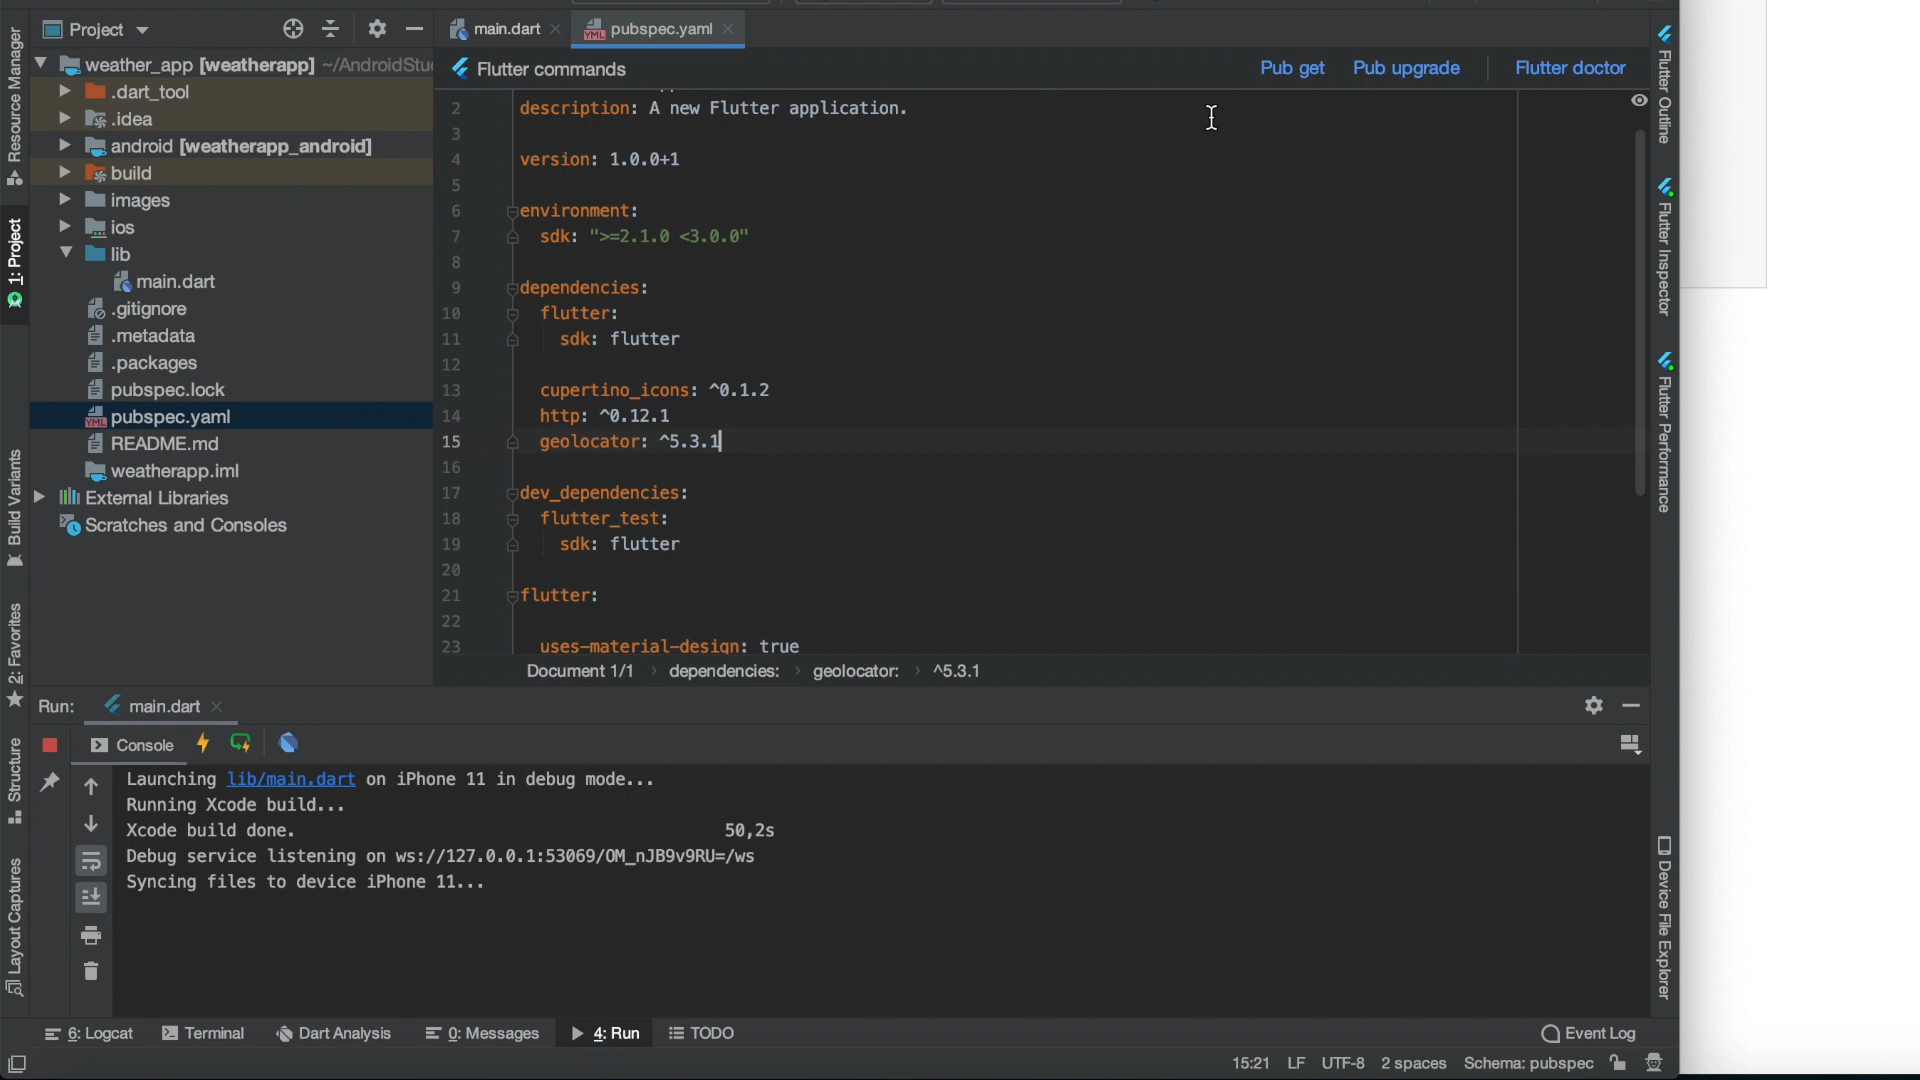 Project
main.dart
pubspec.yaml
weather_app [weatherapp] ~/AndroidStu
Flutter commands
Pub get
Pub upgrade
Flutter doctor
.dart_tool
.idea
android [weatherapp_android]
build
images
ios
lib
main.dart
.gitignore
.metadata
.packages
pubspec.lock
pubspec.yaml
README.md
weatherapp.iml
External Libraries
Scratches and Consoles
2 description: A new Flutter application.
3
4 version: 1.0.0+1
5
6 environment:
7 sdk: ">=2.1.0 <3.0.0"
8
9 dependencies:
10 flutter:
11 sdk: flutter
12
13 cupertino_icons: ^0.1.2
14 http: ^0.12.1
15 geolocator: ^5.3.1
16
17 dev_dependencies:
18 flutter_test:
19 sdk: flutter
20
21 flutter:
22
23 uses-material-design: true
Document 1/1 › dependencies: › geolocator: › ^5.3.1
Resource Manager
1: Project
Build Variants
2: Favorites
Structure
Layout Captures
Flutter Outline
Flutter Inspector
Flutter Performance
Device File Explorer
Run:
main.dart
Console
Launching lib/main.dart on iPhone 11 in debug mode...
Running Xcode build...
Xcode build done. 50,2s
Debug service listening on ws://127.0.0.1:53069/OM_nJB9v9RU=/ws
Syncing files to device iPhone 11...
6: Logcat
Terminal
Dart Analysis
0: Messages
4: Run
TODO
Event Log
15:21 LF UTF-8 2 spaces Schema: pubspec